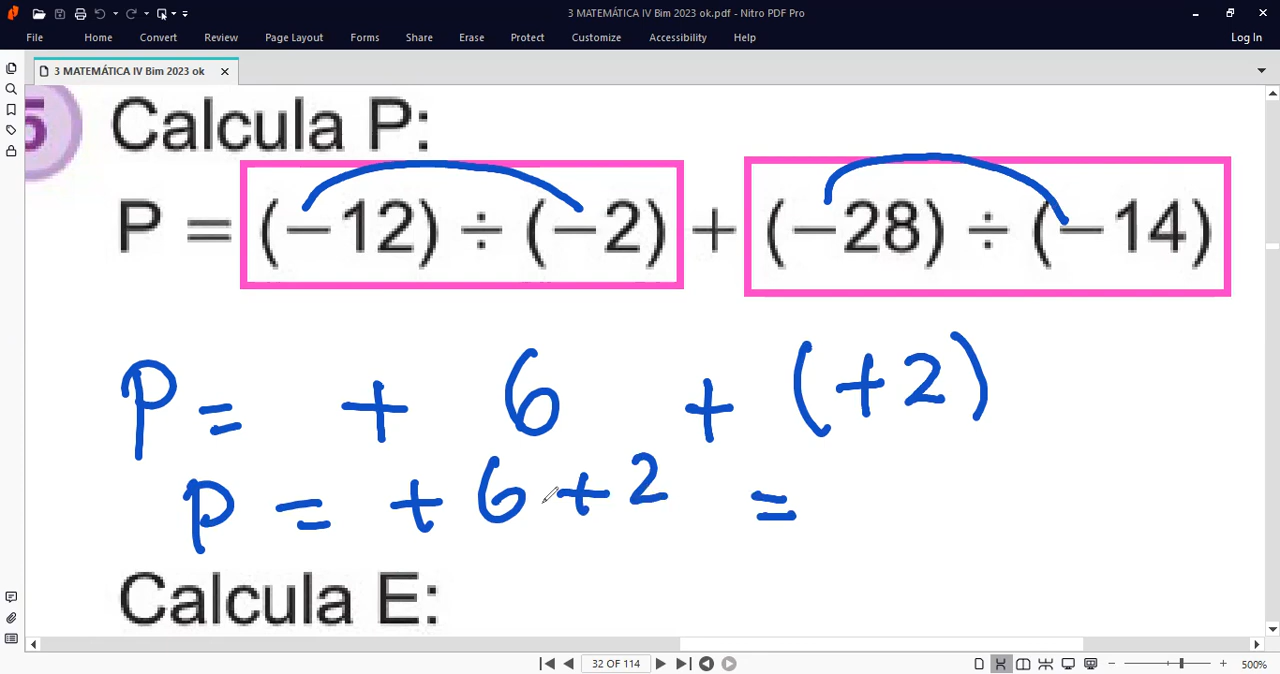 3 MATEMÁTICA IV Bim 2023 ok.pdf - Nitro PDF Pro
File Home Convert Review Page Layout Forms Share Erase Protect Customize Accessibility Help Log In
3 MATEMÁTICA IV Bim 2023 ok
5 Calcula P:
P = (−12) ÷ (−2) + (−28) ÷ (−14)
P = + 6 + (+2)
P = + 6 + 2 =
Calcula E:
32 OF 114 500%